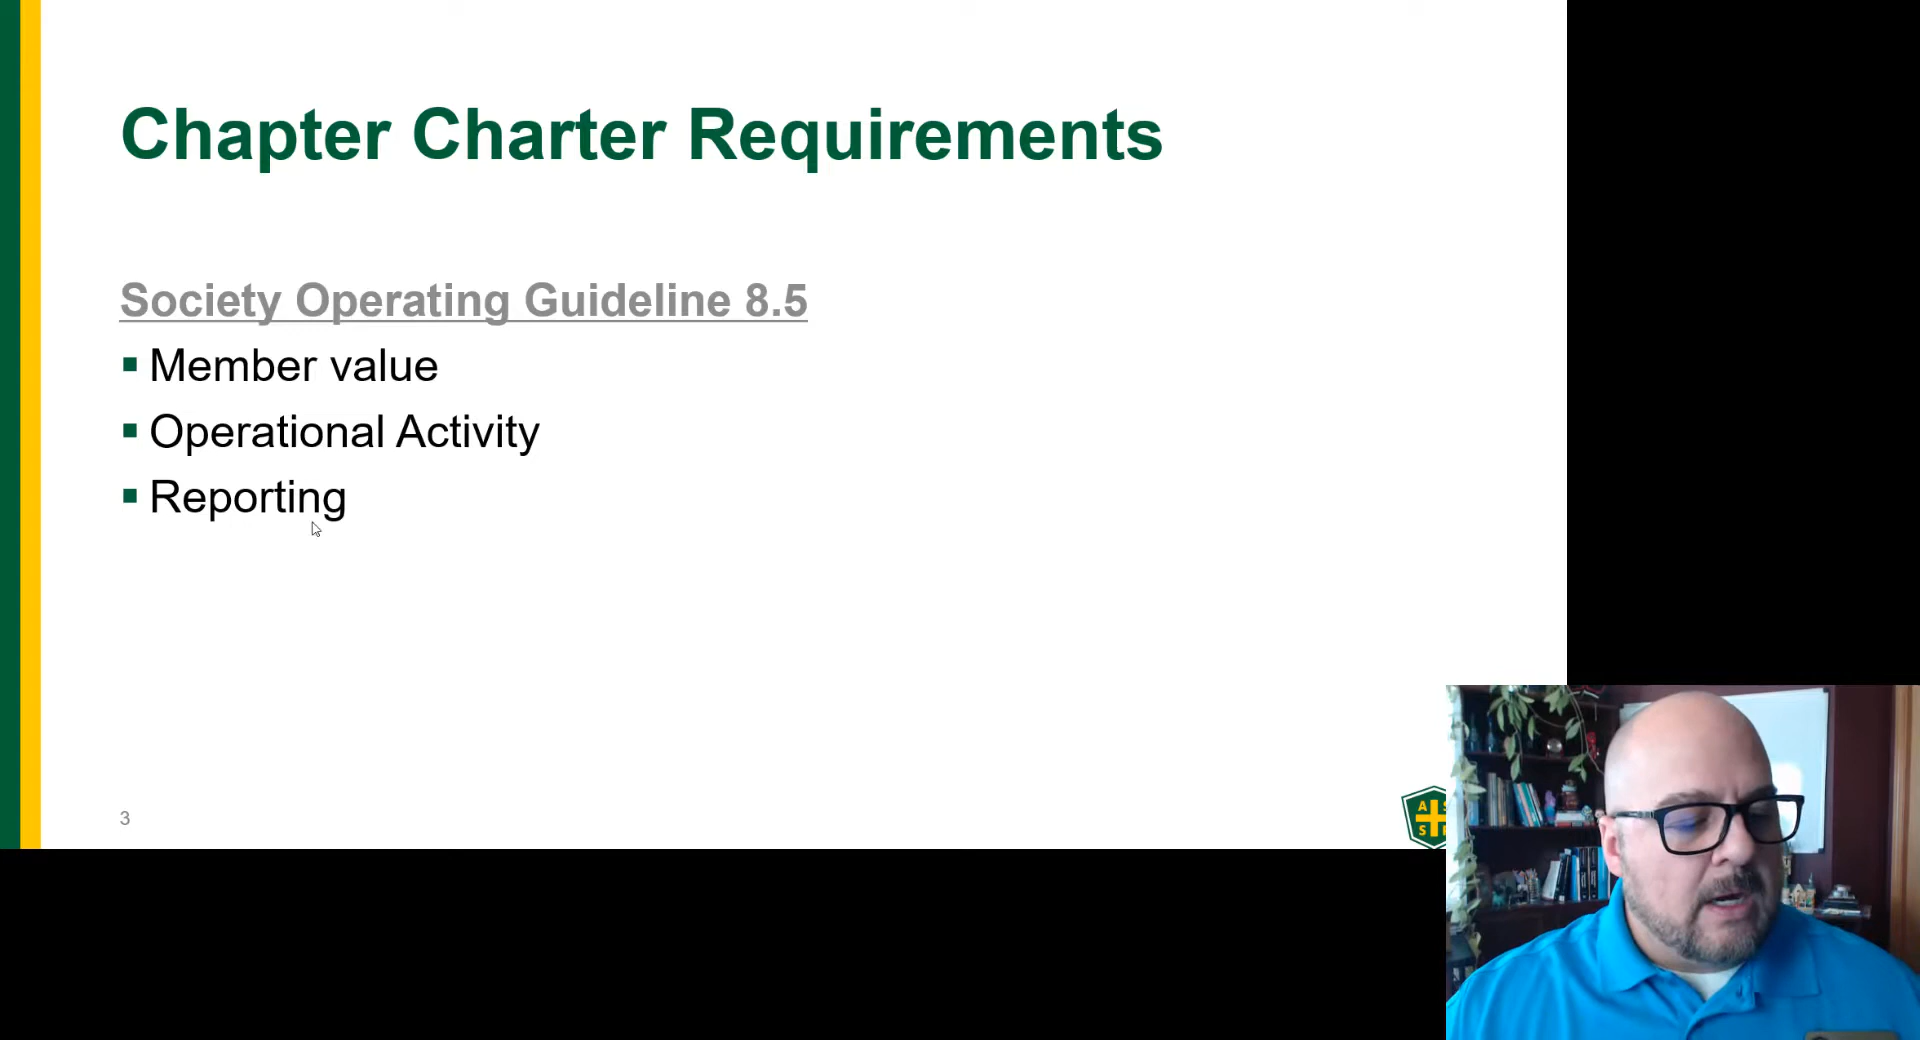 Chapter Charter Requirements
Society Operating Guideline 8.5
Member value
Operational Activity
Reporting
3
A S
S